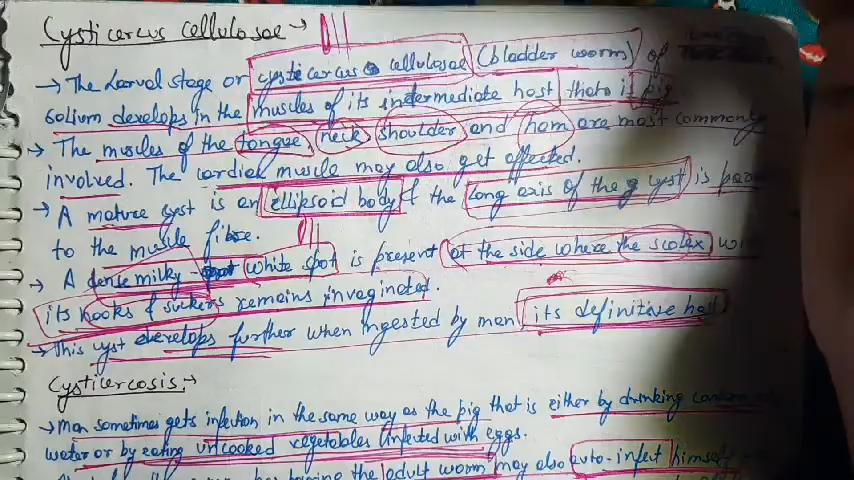 Cysticercus cellulosae →
→ The larval stage or cysticercus cellulosae (bladder worms) of
solium develops in the muscles of its intermediate host that is pig.
→ The muscles of the tongue, neck, shoulder and ham are most commonly
involved. The cardiac muscle may also get affected.
→ A mature cyst is an ellipsoid body & the long axis of the cyst is
to the muscle fibre.
→ A dense milky - white spot is present at the side where the scolex
its hooks & suckers remains invaginated.
→ This cyst develops further when ingested by man its definitive host
Cysticercosis :→
→ Man sometimes gets infection in the same way as the pig that is either by drinking
water or by eating uncooked vegetables infected with eggs.
having the adult worm may also auto-infect himself